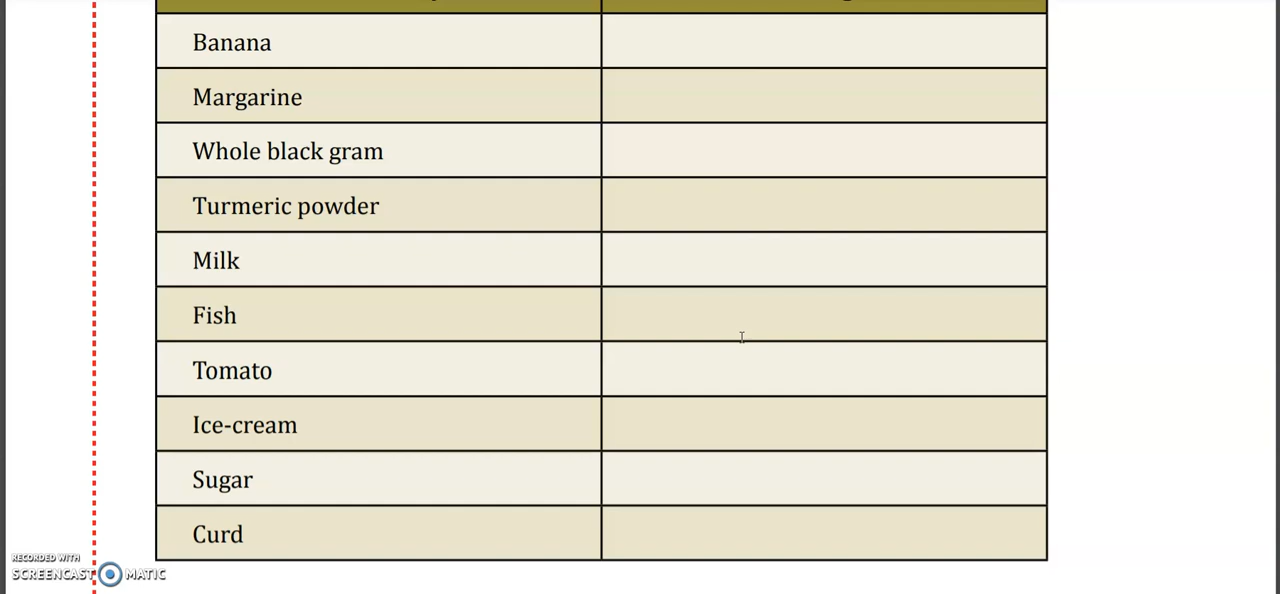 Banana
Margarine
Whole black gram
Turmeric powder
Milk
Fish
Tomato
Ice-cream
Sugar
Curd
RECORDED WITH
SCREENCAST MATIC